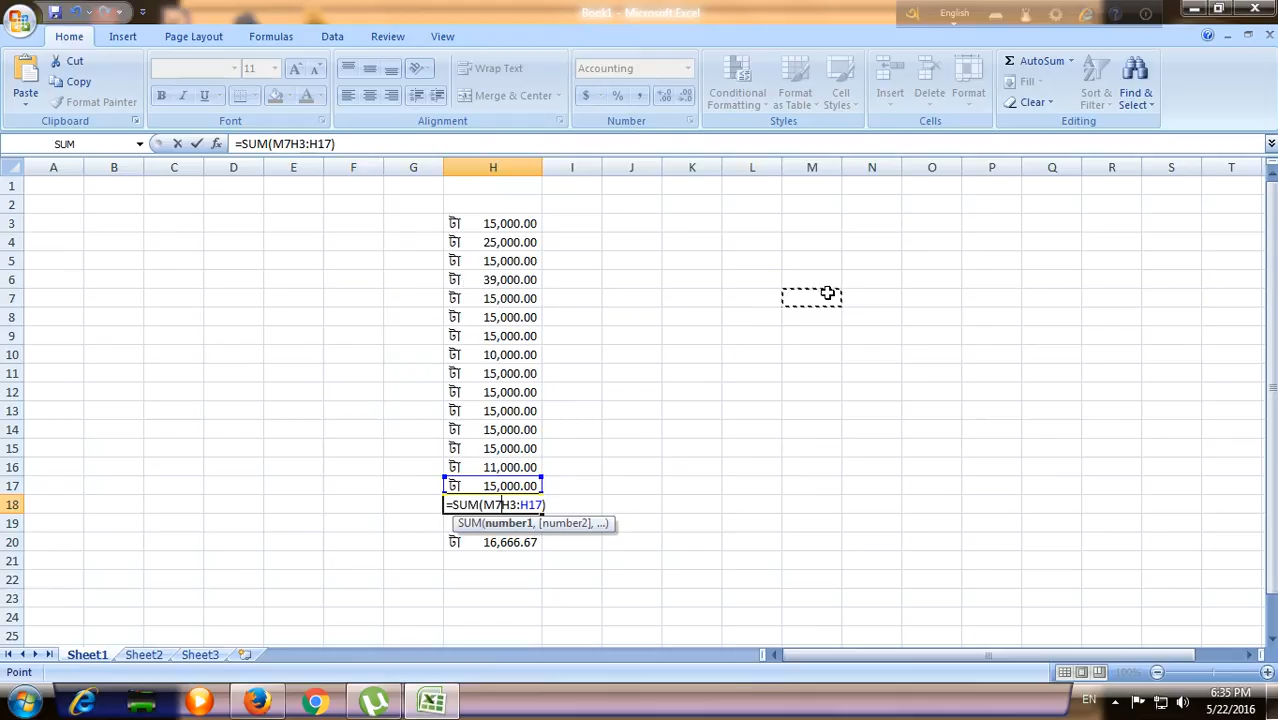 Book1 - Microsoft Excel
English
Home Insert Page Layout Formulas Data Review View
Paste
Cut
Copy
Format Painter
Clipboard
11
B I U
Font
Wrap Text
Merge & Center
Alignment
Accounting
$ % ,
Number
Conditional Formatting
Format as Table
Cell Styles
Styles
Insert Delete Format
Cells
Σ AutoSum
Fill
Clear
Sort & Filter
Find & Select
Editing
SUM
fx
=SUM(M7H3:H17)
A B C D E F G H I J K L M N O P Q R S T
1
2
3 টা 15,000.00
4 টা 25,000.00
5 টা 15,000.00
6 টা 39,000.00
7 টা 15,000.00
8 টা 15,000.00
9 টা 15,000.00
10 টা 10,000.00
11 টা 15,000.00
12 টা 15,000.00
13 টা 15,000.00
14 টা 15,000.00
15 টা 15,000.00
16 টা 11,000.00
17 টা 15,000.00
18 =SUM(M7H3:H17)
19 SUM(number1, [number2], ...)
20 টা 16,666.67
21
22
23
24
25
Sheet1 Sheet2 Sheet3
Point
100%
EN
6:35 PM
5/22/2016